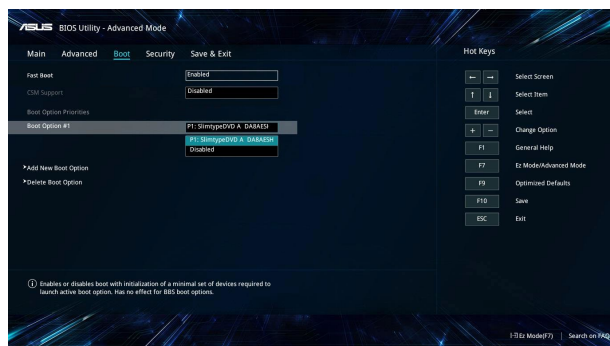 ASUS BIOS Utility - Advanced Mode
Main Advanced Boot Security Save & Exit
Hot Keys
Fast Boot Enabled
CSM Support Disabled
Boot Option Priorities
Boot Option #1 P1: SlimtypeDVD A DA8AESI
P1: SlimtypeDVD A DA8AESH
Disabled
Add New Boot Option
Delete Boot Option
← → Select Screen
↑ ↓ Select Item
Enter Select
+ − Change Option
F1 General Help
F7 Ez Mode/Advanced Mode
F9 Optimized Defaults
F10 Save
ESC Exit
Enables or disables boot with initialization of a minimal set of devices required to
launch active boot option. Has no effect for BBS boot options.
Ez Mode(F7) | Search on FAQ